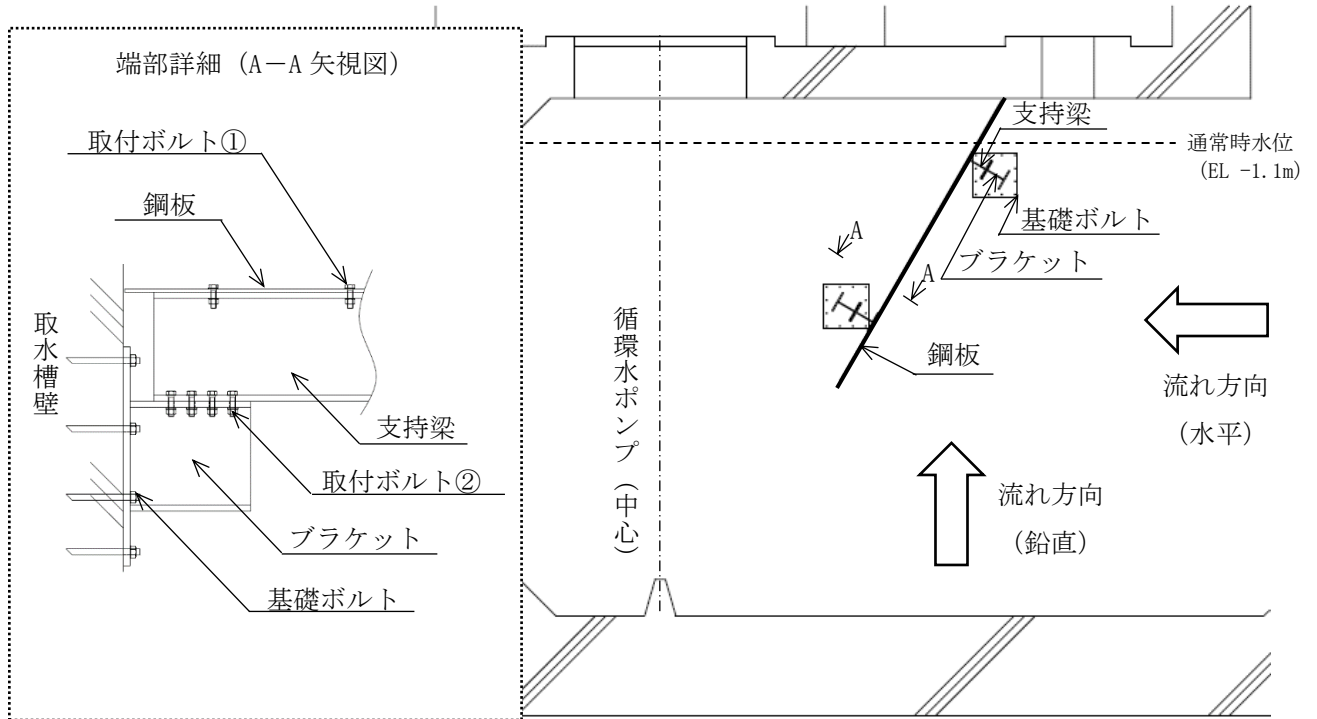 端部詳細（A－A 矢視図）
取付ボルト①
鋼板
取水槽壁
支持梁
取付ボルト②
ブラケット
基礎ボルト
支持梁
通常時水位
（EL -1.1m）
基礎ボルト
A
ブラケット
A
循環水ポンプ（中心）
鋼板
流れ方向
（水平）
流れ方向
（鉛直）